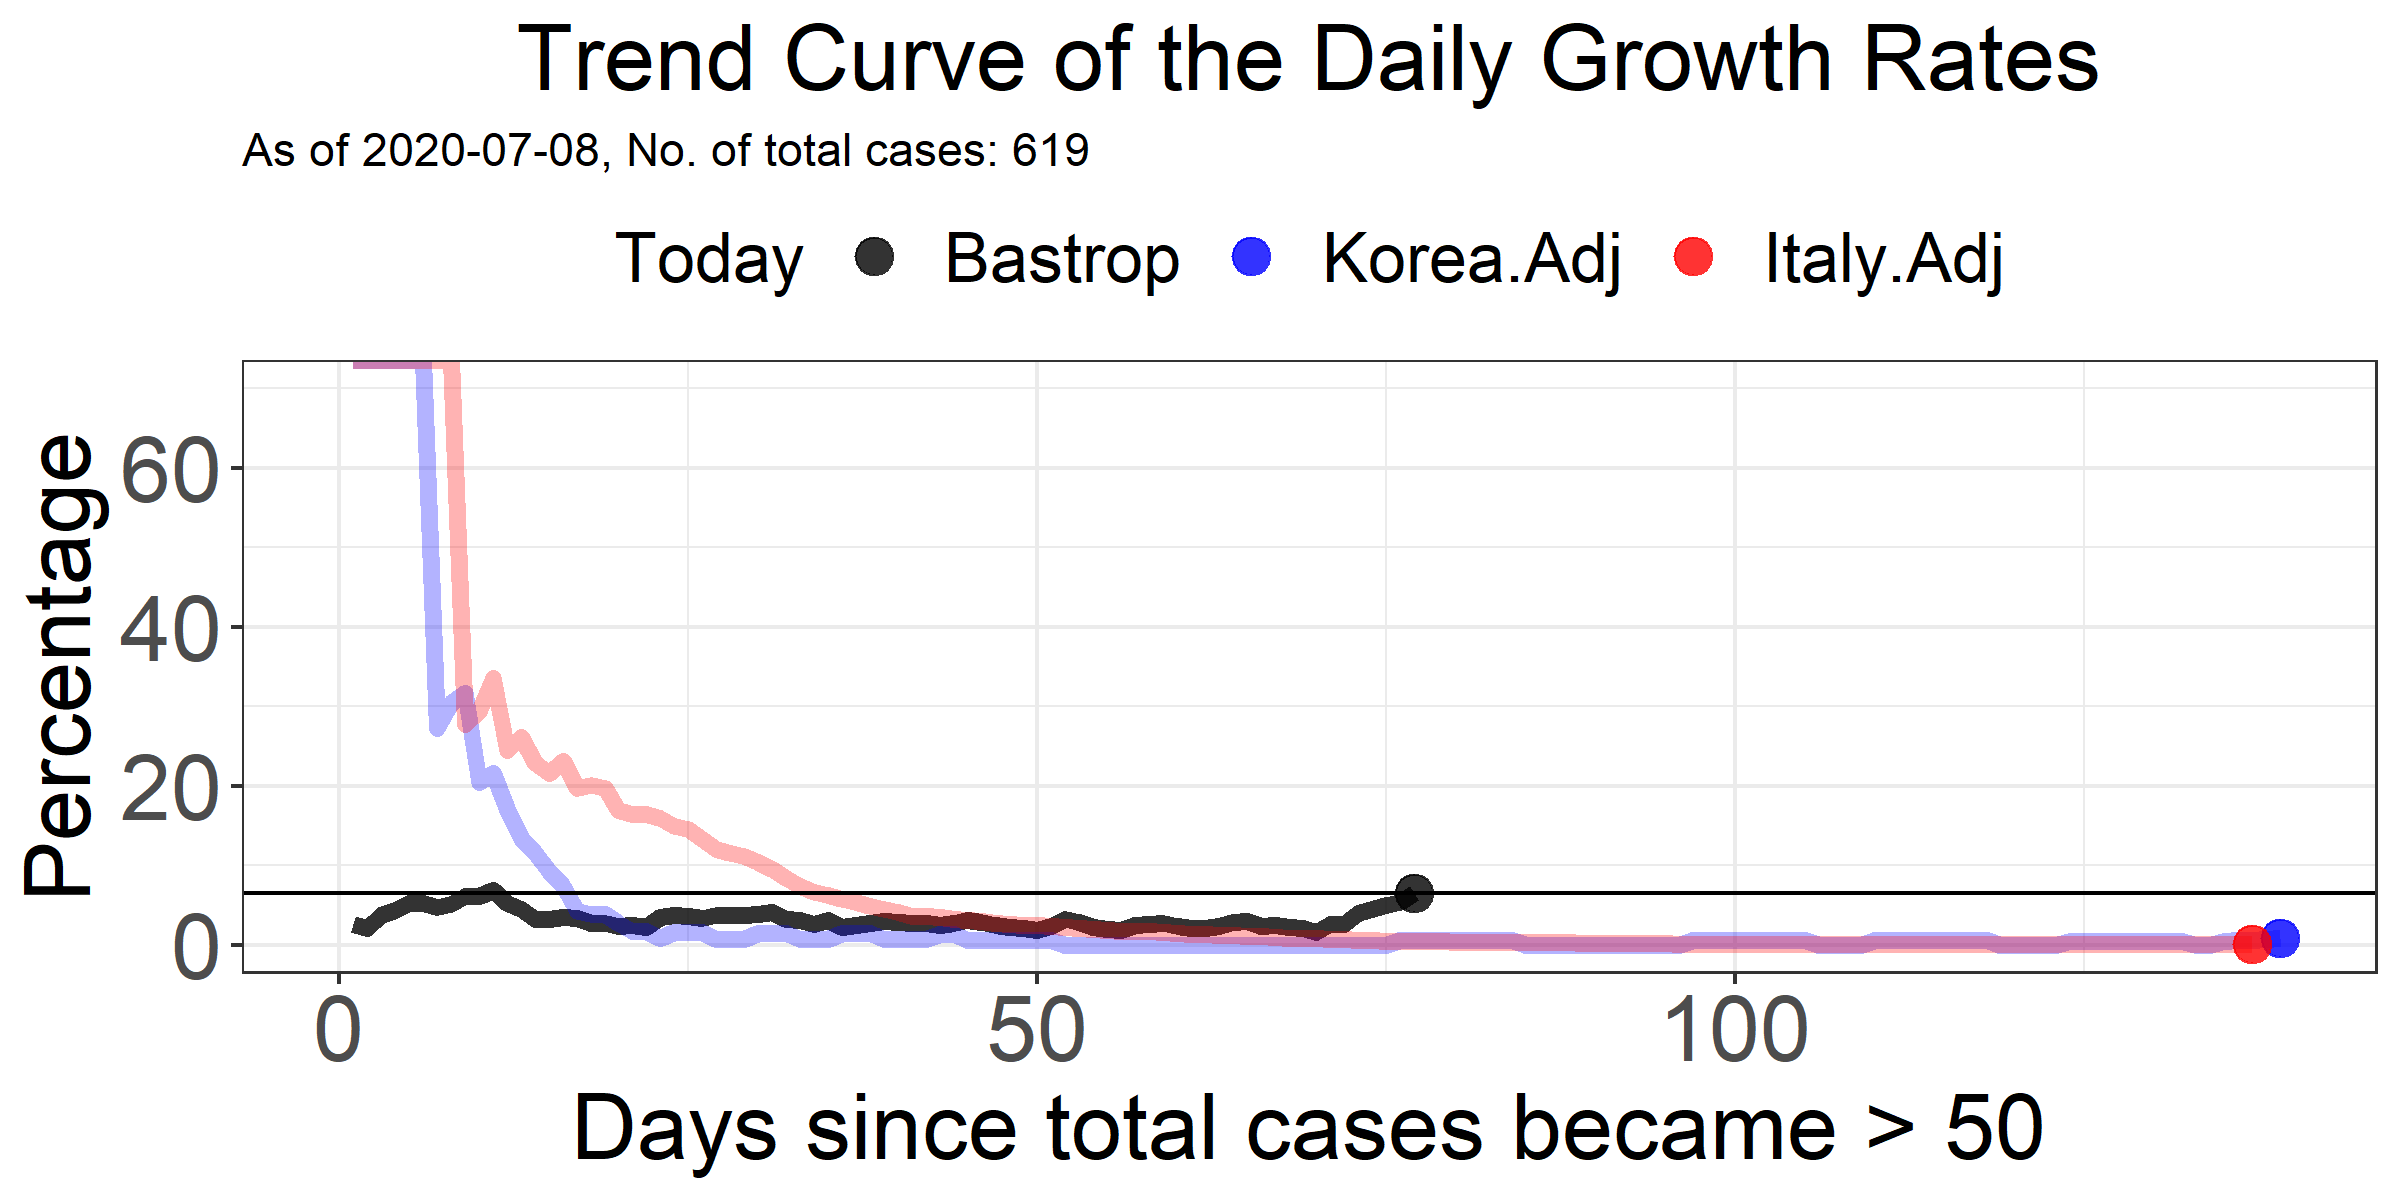 Trend Curve of the Daily Growth Rates
As of 2020-07-08, No. of total cases: 619
Today Bastrop Korea.Adj Italy.Adj
Percentage
60
40
20
0
0 50 100
Days since total cases became > 50